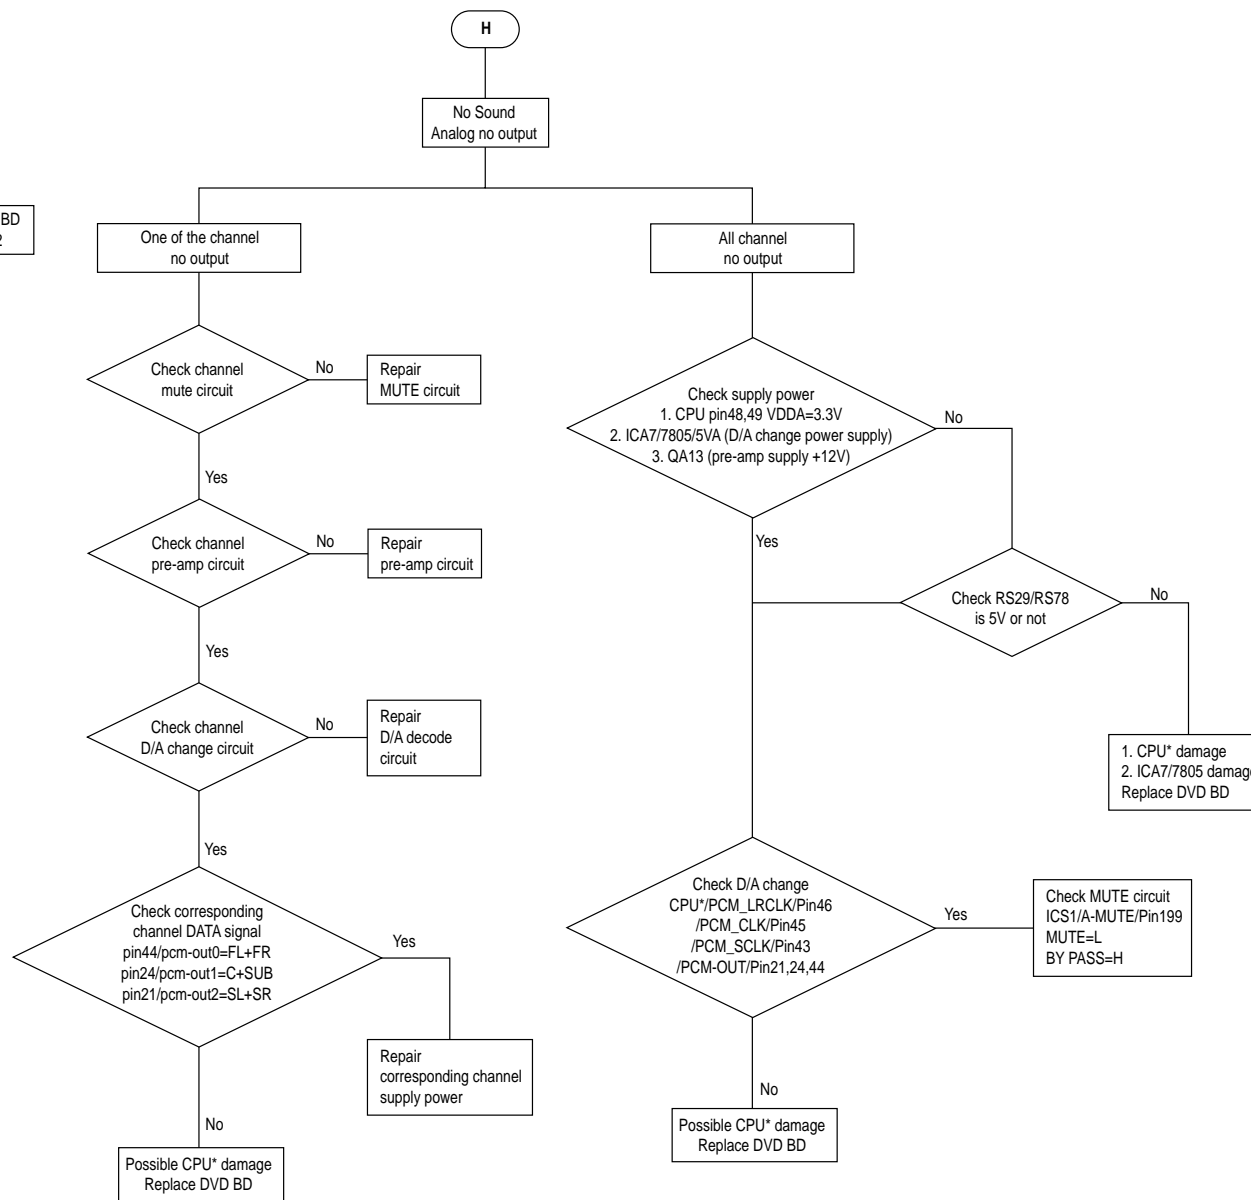 H
No Sound
Analog no output
BD
2
One of the channel
no output
All channel
no output
Check channel
mute circuit
No
Repair
MUTE circuit
Yes
Check channel
pre-amp circuit
No
Repair
pre-amp circuit
Yes
Check channel
D/A change circuit
No
Repair
D/A decode
circuit
Yes
Check corresponding
channel DATA signal
pin44/pcm-out0=FL+FR
pin24/pcm-out1=C+SUB
pin21/pcm-out2=SL+SR
Yes
Repair
corresponding channel
supply power
No
Possible CPU* damage
Replace DVD BD
Check supply power
1. CPU pin48,49 VDDA=3.3V
2. ICA7/7805/5VA (D/A change power supply)
3. QA13 (pre-amp supply +12V)
No
Yes
Check RS29/RS78
is 5V or not
No
1. CPU* damage
2. ICA7/7805 damage
Replace DVD BD
Check D/A change
CPU*/PCM_LRCLK/Pin46
/PCM_CLK/Pin45
/PCM_SCLK/Pin43
/PCM-OUT/Pin21,24,44
Yes
Check MUTE circuit
ICS1/A-MUTE/Pin199
MUTE=L
BY PASS=H
No
Possible CPU* damage
Replace DVD BD